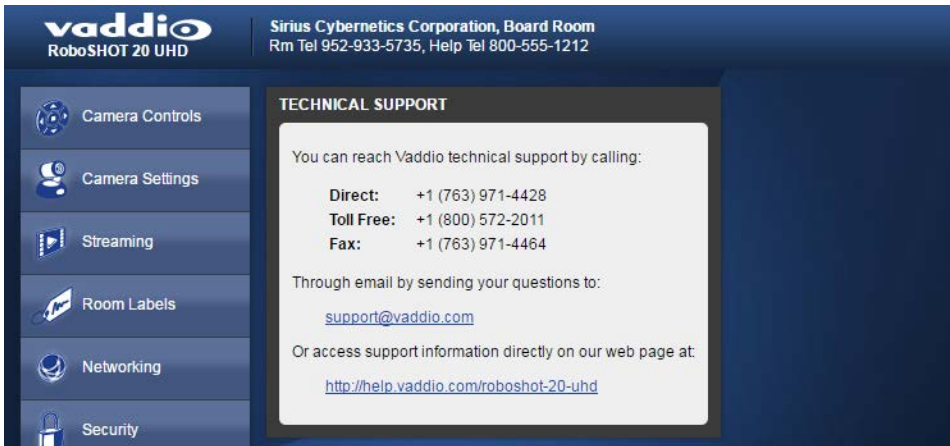 vaddio
RoboSHOT 20 UHD
Sirius Cybernetics Corporation, Board Room
Rm Tel 952-933-5735, Help Tel 800-555-1212
Camera Controls
Camera Settings
Streaming
Room Labels
Networking
Security
TECHNICAL SUPPORT
You can reach Vaddio technical support by calling:
Direct: +1 (763) 971-4428
Toll Free: +1 (800) 572-2011
Fax: +1 (763) 971-4464
Through email by sending your questions to:
support@vaddio.com
Or access support information directly on our web page at:
http://help.vaddio.com/roboshot-20-uhd